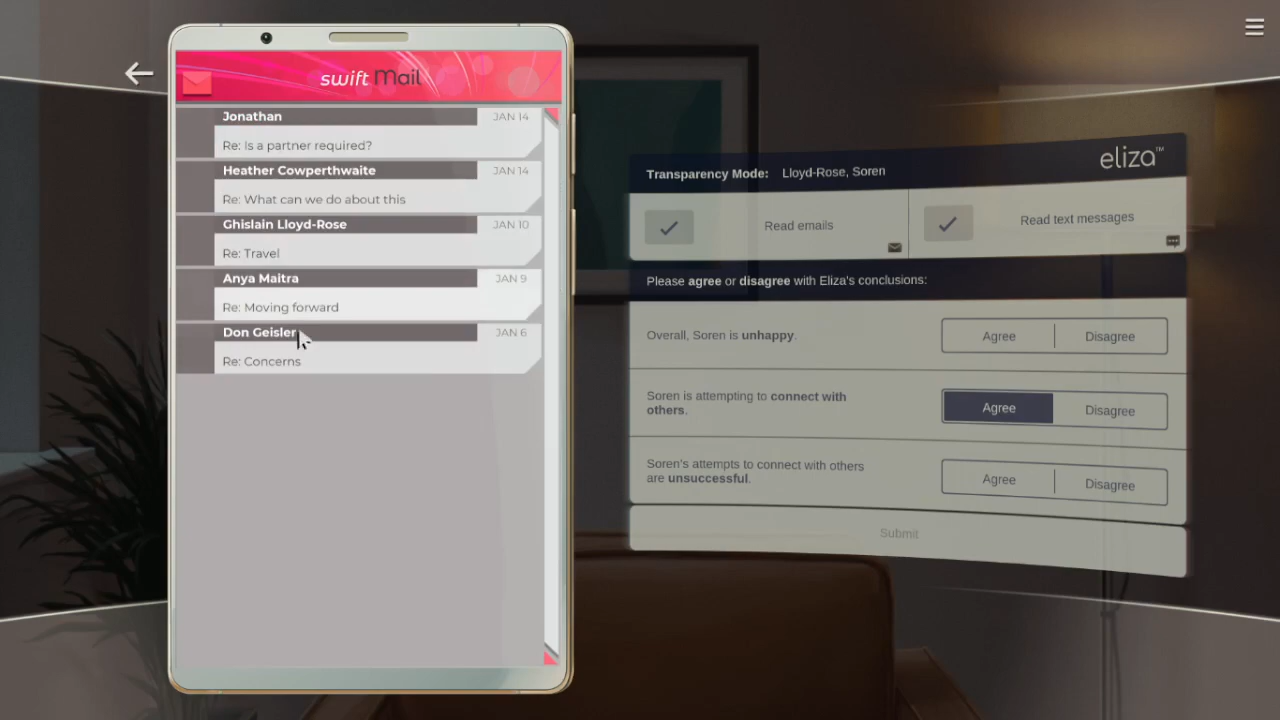 swift Mail
Jonathan JAN 14
Re: Is a partner required?
Heather Cowperthwaite JAN 14
Re: What can we do about this
Ghislain Lloyd-Rose JAN 10
Re: Travel
Anya Maitra JAN 9
Re: Moving forward
Don Geisler JAN 6
Re: Concerns
eliza™
Transparency Mode: Lloyd-Rose, Soren
Read emails
Read text messages
Please agree or disagree with Eliza's conclusions:
Overall, Soren is unhappy.
Agree Disagree
Soren is attempting to connect with
others.
Agree Disagree
Soren's attempts to connect with others
are unsuccessful.
Agree Disagree
Submit